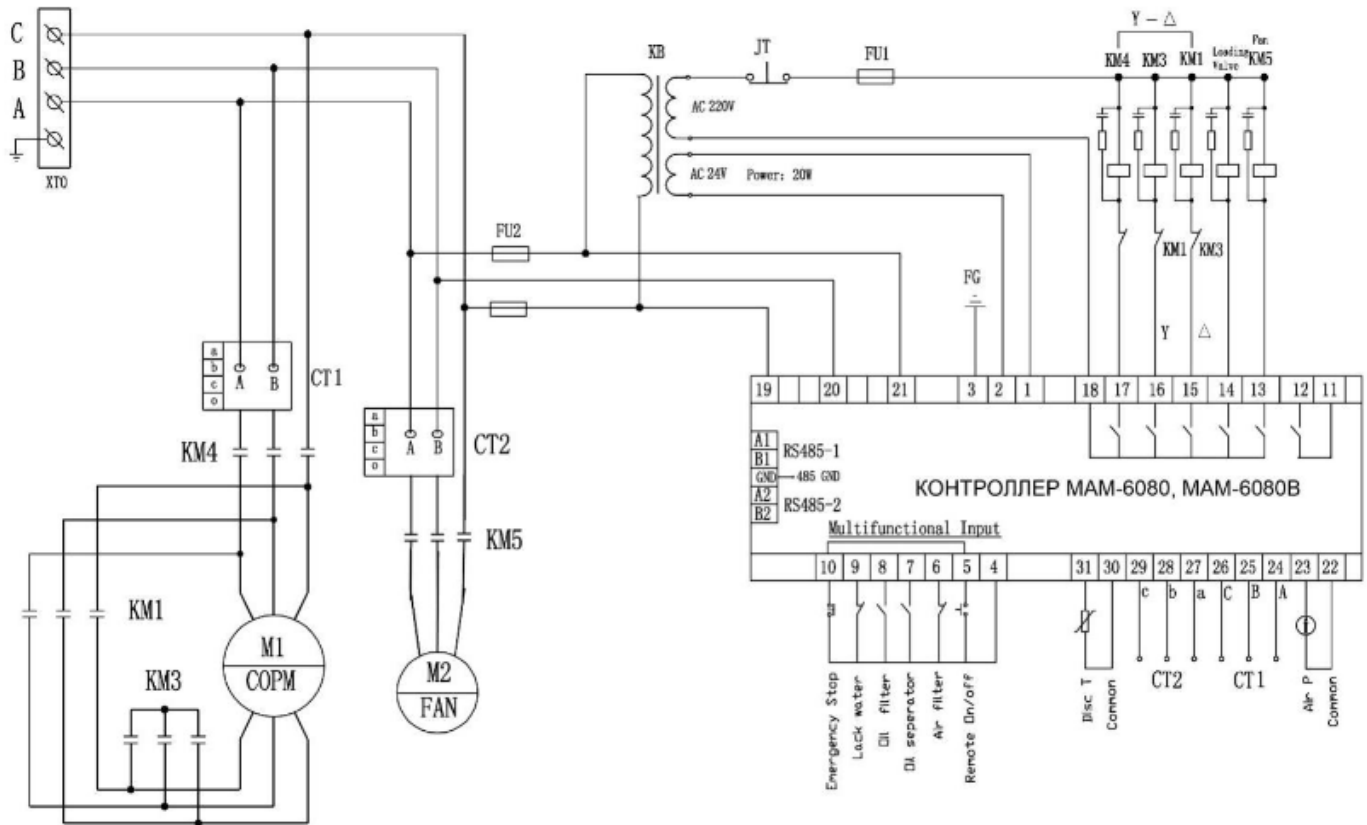 C
B
A
XT0
KB
JT
FU1
AC 220V
AC 24V Power: 20W
Y - △
KM4 KM3 KM1 Loading Valve Fan KM5
KM1 KM3
Y △
FU2
FG
a
b
c
o
A B
CT1
KM4
a
b
c
o
A B
CT2
KM5
KM1
KM3
M1
COPM
M2
FAN
19 20 21 3 2 1 18 17 16 15 14 13 12 11
A1
B1
RS485-1
GND 485 GND
A2
B2
RS485-2
КОНТРОЛЛЕР МАМ-6080, МАМ-6080В
Multifunctional Input
10 9 8 7 6 5 4 31 30 29 28 27 26 25 24 23 22
c b a C B A
CT2 CT1
Emergency Stop
Lack water
Oil filter
Oil seperator
Air filter
Remote On/off
Disc T
Common
Air P
Common